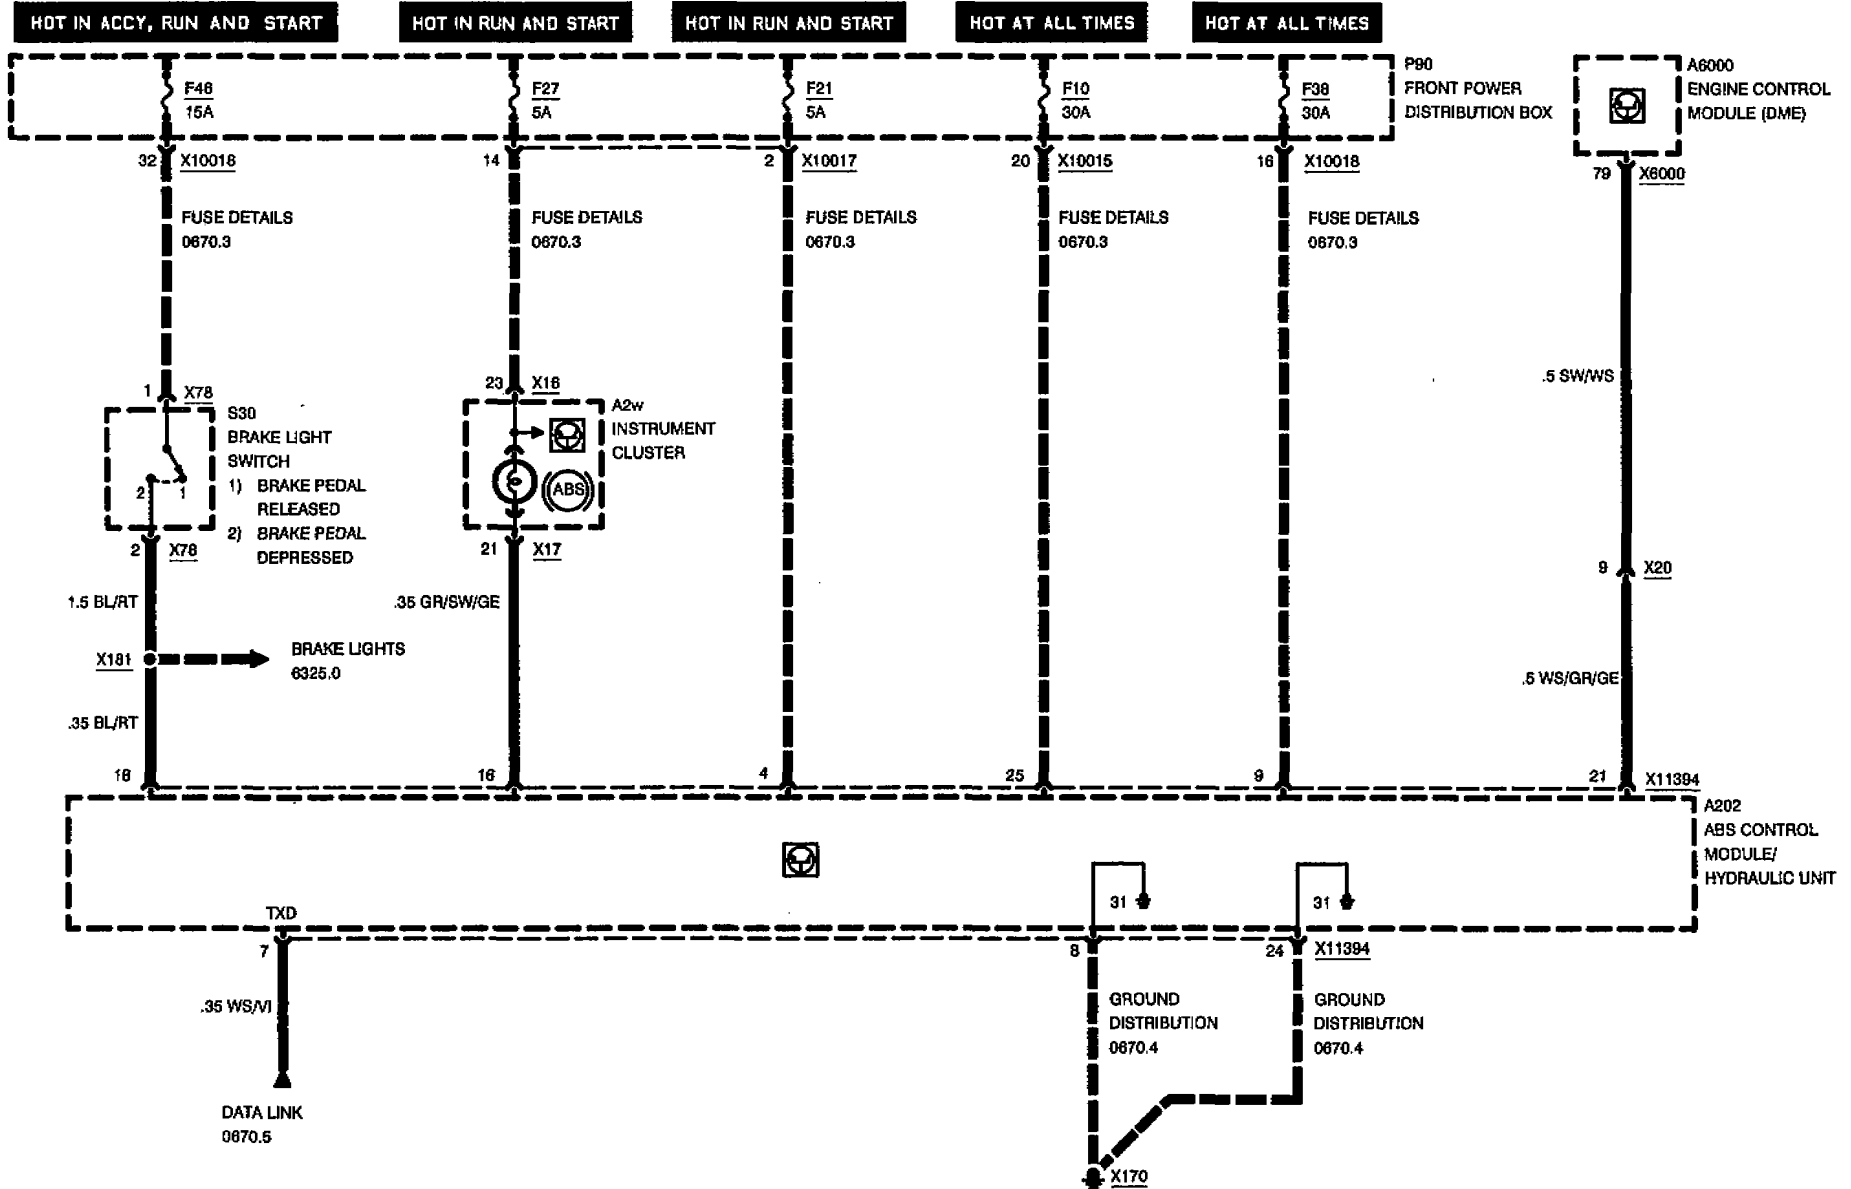 HOT IN ACCY, RUN AND START
HOT IN RUN AND START
HOT IN RUN AND START
HOT AT ALL TIMES
HOT AT ALL TIMES
F46
15A
F27
5A
F21
5A
F10
30A
F38
30A
P90
FRONT POWER
DISTRIBUTION BOX
A6000
ENGINE CONTROL
MODULE (DME)
32 X10018
14
2 X10017
20 X10015
16 X10018
79 X6000
FUSE DETAILS
0670.3
FUSE DETAILS
0670.3
FUSE DETAILS
0670.3
FUSE DETAILS
0670.3
FUSE DETAILS
0670.3
.5 SW/WS
1 X78
S30
BRAKE LIGHT
SWITCH
1) BRAKE PEDAL
RELEASED
2) BRAKE PEDAL
DEPRESSED
2 1
2 X78
23 X18
A2w
INSTRUMENT
CLUSTER
ABS
21 X17
9 X20
1.5 BL/RT
.35 GR/SW/GE
X181
BRAKE LIGHTS
6325.0
.5 WS/GR/GE
.35 BL/RT
18
16
4
25
9
21 X11394
A202
ABS CONTROL
MODULE/
HYDRAULIC UNIT
TXD
31
31
7
8
24 X11394
.35 WS/VI
GROUND
DISTRIBUTION
0670.4
GROUND
DISTRIBUTION
0670.4
DATA LINK
0670.5
X170